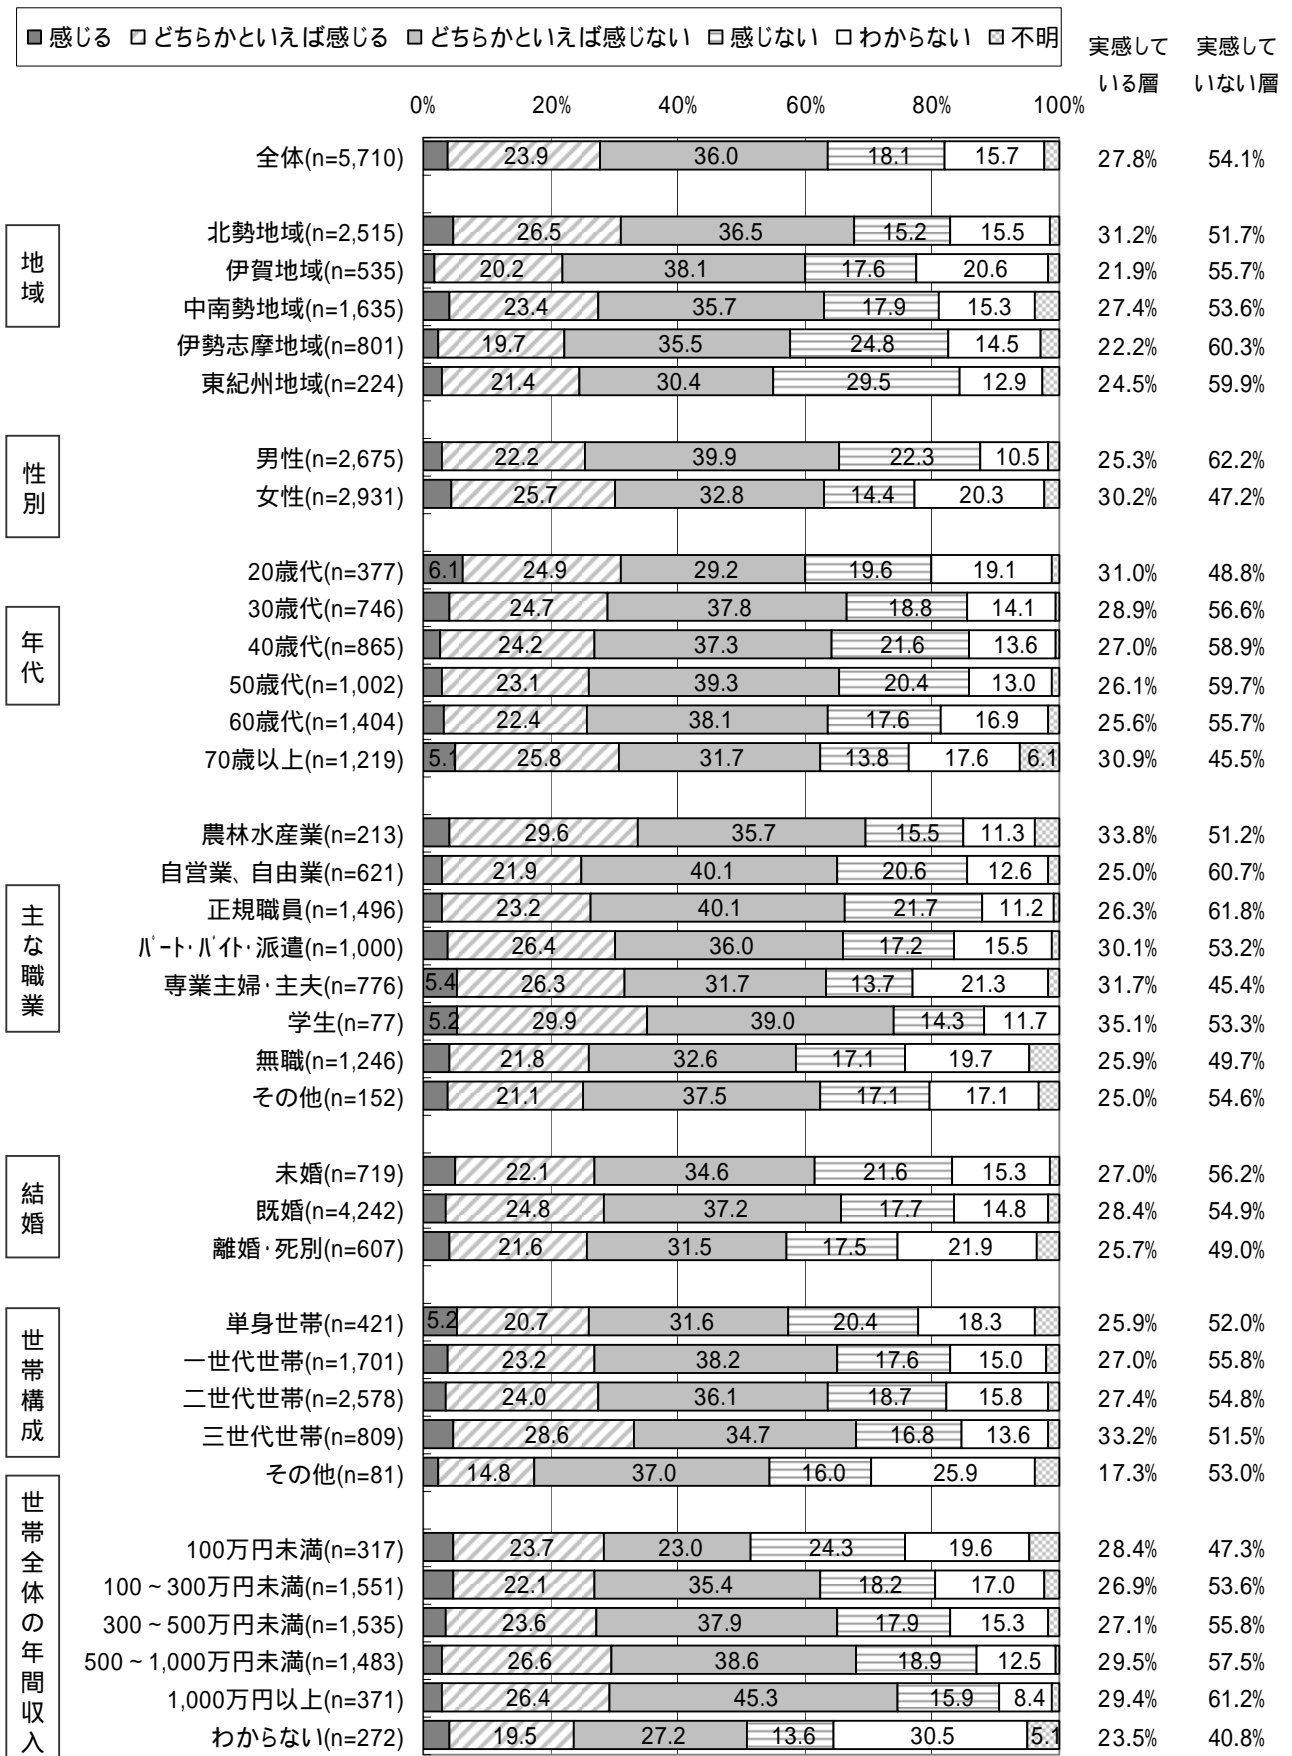 感じる どちらかといえば感じる どちらかといえば感じない 感じない わからない 不明
実感して いる層 実感して いない層
0% 20% 40% 60% 80% 100%
全体(n=5,710) 23.9 36.0 18.1 15.7 27.8% 54.1%
地域
北勢地域(n=2,515) 26.5 36.5 15.2 15.5 31.2% 51.7%
伊賀地域(n=535) 20.2 38.1 17.6 20.6 21.9% 55.7%
中南勢地域(n=1,635) 23.4 35.7 17.9 15.3 27.4% 53.6%
伊勢志摩地域(n=801) 19.7 35.5 24.8 14.5 22.2% 60.3%
東紀州地域(n=224) 21.4 30.4 29.5 12.9 24.5% 59.9%
性別
男性(n=2,675) 22.2 39.9 22.3 10.5 25.3% 62.2%
女性(n=2,931) 25.7 32.8 14.4 20.3 30.2% 47.2%
年代
20歳代(n=377) 6.1 24.9 29.2 19.6 19.1 31.0% 48.8%
30歳代(n=746) 24.7 37.8 18.8 14.1 28.9% 56.6%
40歳代(n=865) 24.2 37.3 21.6 13.6 27.0% 58.9%
50歳代(n=1,002) 23.1 39.3 20.4 13.0 26.1% 59.7%
60歳代(n=1,404) 22.4 38.1 17.6 16.9 25.6% 55.7%
70歳以上(n=1,219) 5.1 25.8 31.7 13.8 17.6 6.1 30.9% 45.5%
主な職業
農林水産業(n=213) 29.6 35.7 15.5 11.3 33.8% 51.2%
自営業、自由業(n=621) 21.9 40.1 20.6 12.6 25.0% 60.7%
正規職員(n=1,496) 23.2 40.1 21.7 11.2 26.3% 61.8%
ﾊﾟｰﾄ･ﾊﾞｲﾄ･派遣(n=1,000) 26.4 36.0 17.2 15.5 30.1% 53.2%
専業主婦･主夫(n=776) 5.4 26.3 31.7 13.7 21.3 31.7% 45.4%
学生(n=77) 5.2 29.9 39.0 14.3 11.7 35.1% 53.3%
無職(n=1,246) 21.8 32.6 17.1 19.7 25.9% 49.7%
その他(n=152) 21.1 37.5 17.1 17.1 25.0% 54.6%
結婚
未婚(n=719) 22.1 34.6 21.6 15.3 27.0% 56.2%
既婚(n=4,242) 24.8 37.2 17.7 14.8 28.4% 54.9%
離婚･死別(n=607) 21.6 31.5 17.5 21.9 25.7% 49.0%
世帯構成
単身世帯(n=421) 5.2 20.7 31.6 20.4 18.3 25.9% 52.0%
一世代世帯(n=1,701) 23.2 38.2 17.6 15.0 27.0% 55.8%
二世代世帯(n=2,578) 24.0 36.1 18.7 15.8 27.4% 54.8%
三世代世帯(n=809) 28.6 34.7 16.8 13.6 33.2% 51.5%
その他(n=81) 14.8 37.0 16.0 25.9 17.3% 53.0%
世帯全体の年間収入
100万円未満(n=317) 23.7 23.0 24.3 19.6 28.4% 47.3%
100~300万円未満(n=1,551) 22.1 35.4 18.2 17.0 26.9% 53.6%
300~500万円未満(n=1,535) 23.6 37.9 17.9 15.3 27.1% 55.8%
500~1,000万円未満(n=1,483) 26.6 38.6 18.9 12.5 29.5% 57.5%
1,000万円以上(n=371) 26.4 45.3 15.9 8.4 29.4% 61.2%
わからない(n=272) 19.5 27.2 13.6 30.5 5.1 23.5% 40.8%